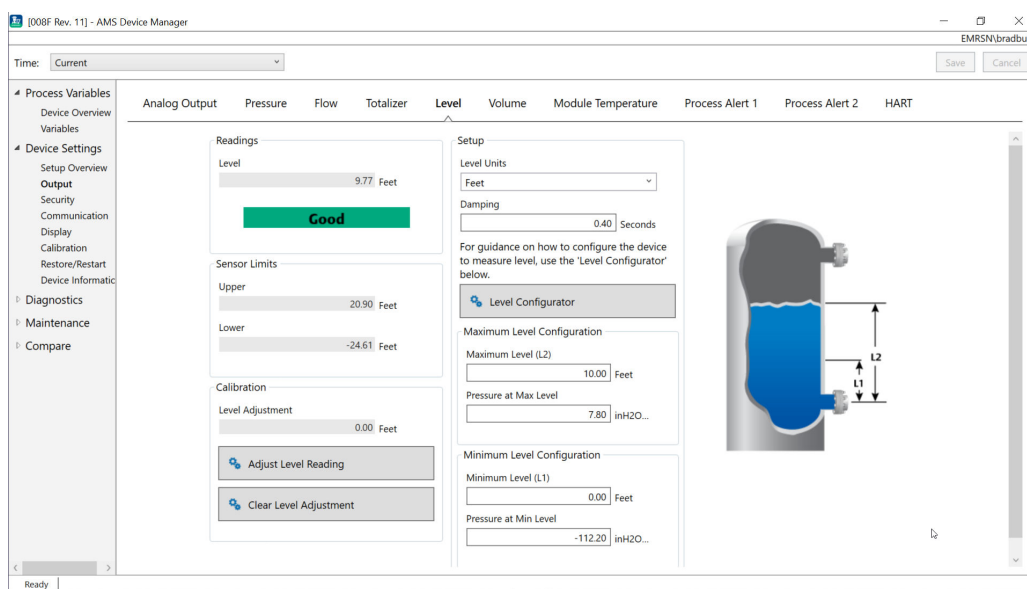 [008F Rev. 11] - AMS Device Manager
EMRSN\bradbu
Time:
Current
Save
Cancel
Process Variables
Device Overview
Variables
Device Settings
Setup Overview
Output
Security
Communication
Display
Calibration
Restore/Restart
Device Informatic
Diagnostics
Maintenance
Compare
Analog Output Pressure Flow Totalizer Level Volume Module Temperature Process Alert 1 Process Alert 2 HART
Readings
Level
9.77 Feet
Good
Sensor Limits
Upper
20.90 Feet
Lower
-24.61 Feet
Calibration
Level Adjustment
0.00 Feet
Adjust Level Reading
Clear Level Adjustment
Setup
Level Units
Feet
Damping
0.40 Seconds
For guidance on how to configure the device
to measure level, use the 'Level Configurator'
below.
Level Configurator
Maximum Level Configuration
Maximum Level (L2)
10.00 Feet
Pressure at Max Level
7.80 inH2O...
Minimum Level Configuration
Minimum Level (L1)
0.00 Feet
Pressure at Min Level
-112.20 inH2O...
L2
L1
Ready